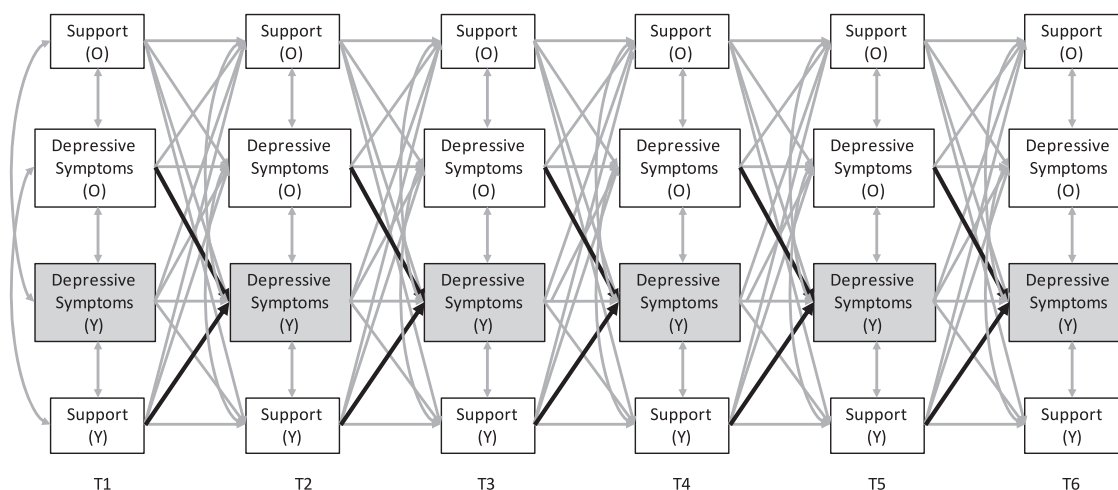 Support
(O)
Support
(O)
Support
(O)
Support
(O)
Support
(O)
Support
(O)
Depressive
Symptoms
(O)
Depressive
Symptoms
(O)
Depressive
Symptoms
(O)
Depressive
Symptoms
(O)
Depressive
Symptoms
(O)
Depressive
Symptoms
(O)
Depressive
Symptoms
(Y)
Depressive
Symptoms
(Y)
Depressive
Symptoms
(Y)
Depressive
Symptoms
(Y)
Depressive
Symptoms
(Y)
Depressive
Symptoms
(Y)
Support
(Y)
Support
(Y)
Support
(Y)
Support
(Y)
Support
(Y)
Support
(Y)
T1 T2 T3 T4 T5 T6